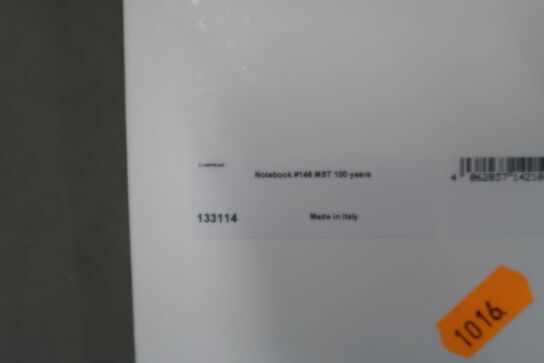 Notebook #146 MST 100 years
133114
Made in Italy
1016.